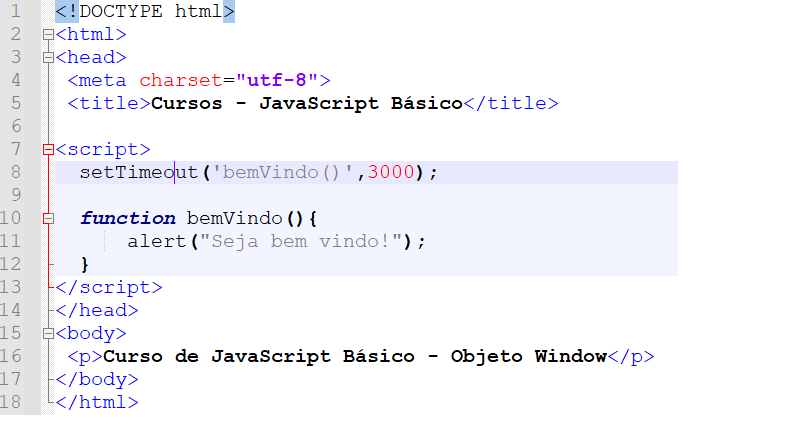 1 <!DOCTYPE html>
2 <html>
3 <head>
4 <meta charset="utf-8">
5 <title>Cursos - JavaScript Básico</title>
6
7 <script>
8 setTimeout('bemVindo()',3000);
9
10 function bemVindo(){
11 alert("Seja bem vindo!");
12 }
13 </script>
14 </head>
15 <body>
16 <p>Curso de JavaScript Básico - Objeto Window</p>
17 </body>
18 </html>